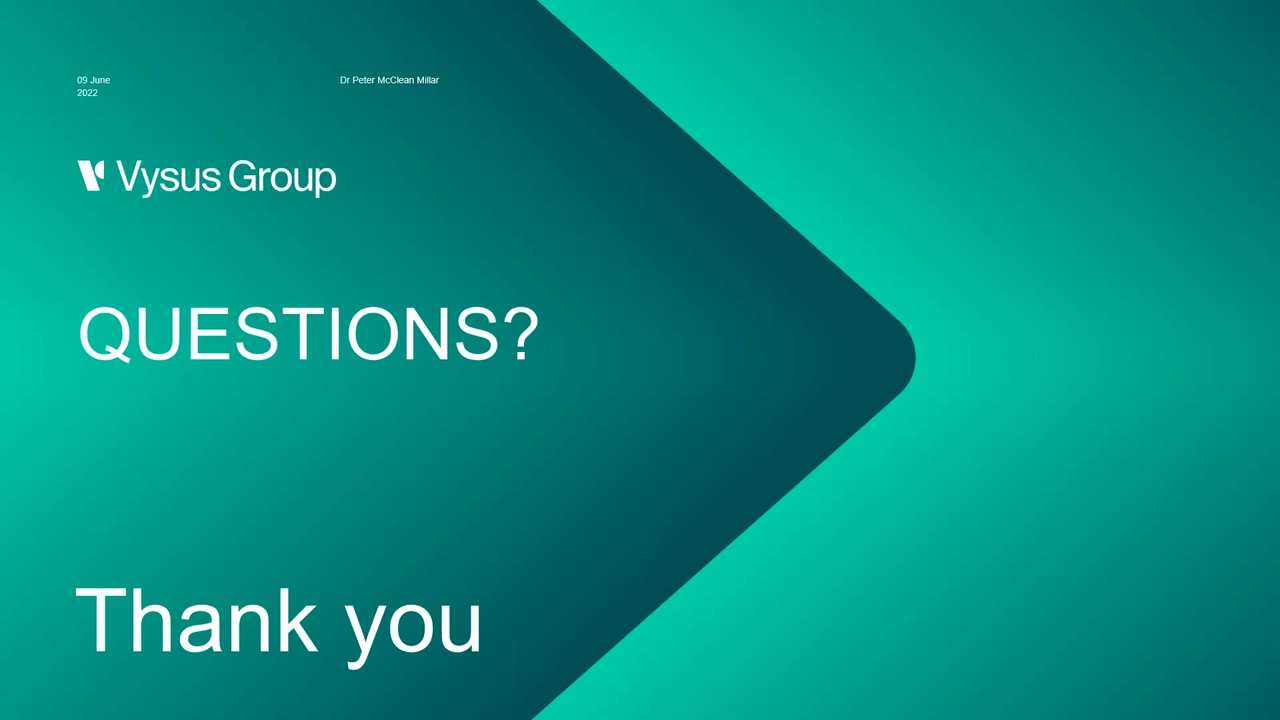 09 June
2022
Dr Peter McClean Millar
Vysus Group
QUESTIONS?
Thank you